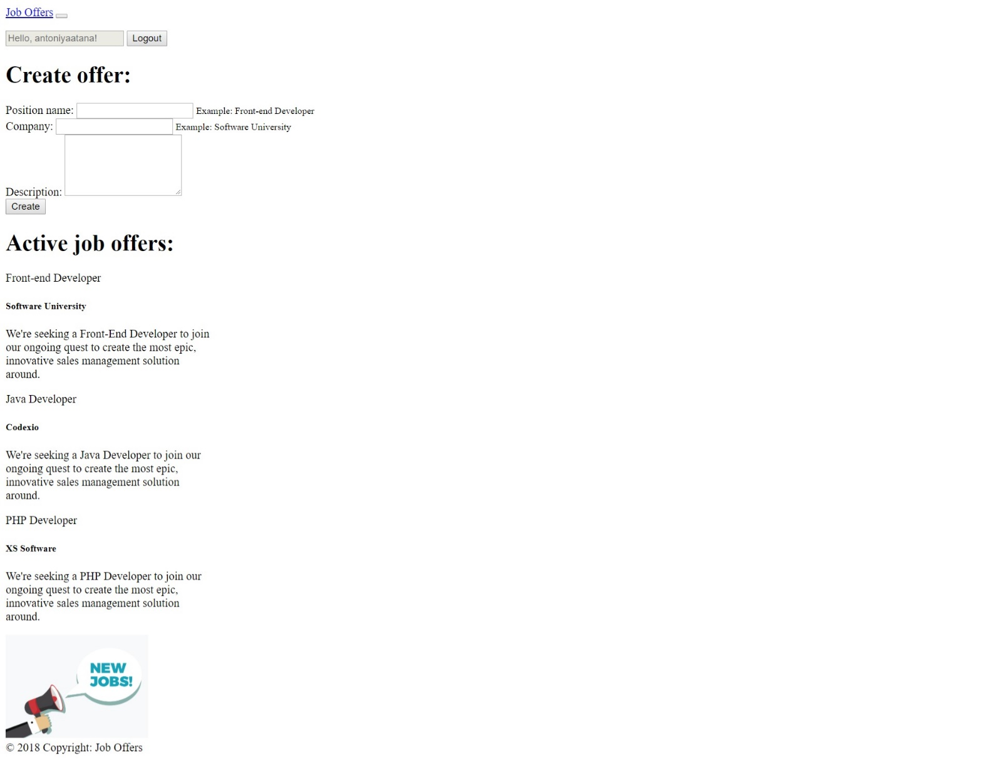 Job Offers
Hello, antoniyaatana! Logout
Create offer:
Position name: Example: Front-end Developer
Company: Example: Software University
Description:
Create
Active job offers:
Front-end Developer
Software University
We're seeking a Front-End Developer to join
our ongoing quest to create the most epic,
innovative sales management solution
around.
Java Developer
Codexio
We're seeking a Java Developer to join our
ongoing quest to create the most epic,
innovative sales management solution
around.
PHP Developer
XS Software
We're seeking a PHP Developer to join our
ongoing quest to create the most epic,
innovative sales management solution
around.
NEW
JOBS!
© 2018 Copyright: Job Offers